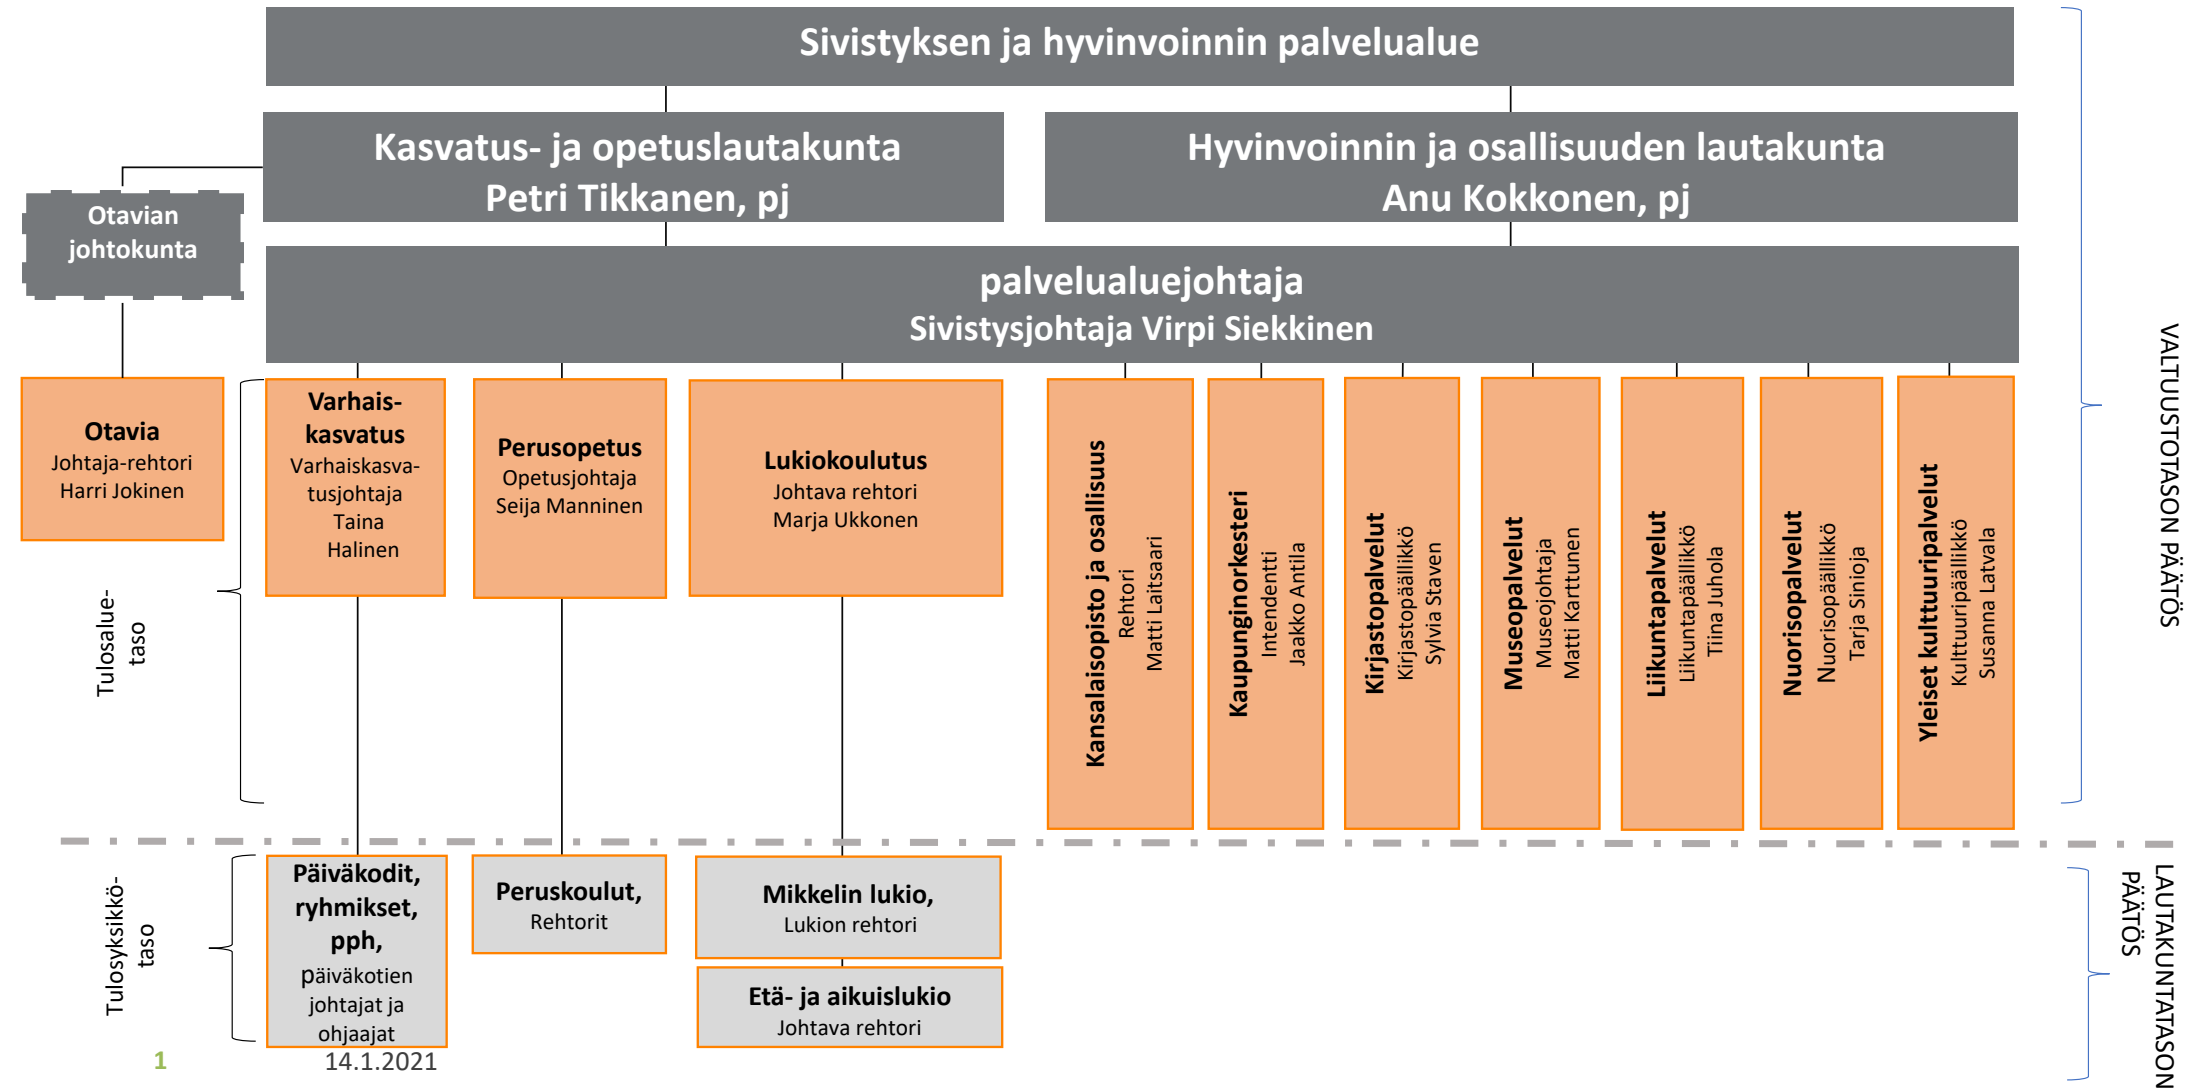 Sivistyksen ja hyvinvoinnin palvelualue
Kasvatus- ja opetuslautakunta
Petri Tikkanen, pj
Hyvinvoinnin ja osallisuuden lautakunta
Anu Kokkonen, pj
Otavian
johtokunta
palvelualuejohtaja
Sivistysjohtaja Virpi Siekkinen
Otavia
Johtaja-rehtori
Harri Jokinen
Varhais-
kasvatus
Varhaiskasva-
tusjohtaja
Taina
Halinen
Perusopetus
Opetusjohtaja
Seija Manninen
Lukiokoulutus
Johtava rehtori
Marja Ukkonen
Kansalaisopisto ja osallisuus
Rehtori
Matti Laitsaari
Kaupunginorkesteri
Intendentti
Jaakko Antila
Kirjastopalvelut
Kirjastopäällikkö
Sylvia Staven
Museopalvelut
Museojohtaja
Matti Karttunen
Liikuntapalvelut
Liikuntapäällikkö
Tiina Juhola
Nuorisopalvelut
Nuorisopäällikkö
Tarja Sinioja
Yleiset kulttuuripalvelut
Kulttuuripäällikkö
Susanna Latvala
VALTUUSTOTASON PÄÄTÖS
Tulosalue-
taso
Tulosyksikkö-
taso
Päiväkodit,
ryhmikset,
pph,
päiväkotien
johtajat ja
ohjaajat
Peruskoulut,
Rehtorit
Mikkelin lukio,
Lukion rehtori
Etä- ja aikuislukio
Johtava rehtori
LAUTAKUNTATASON
PÄÄTÖS
1
14.1.2021